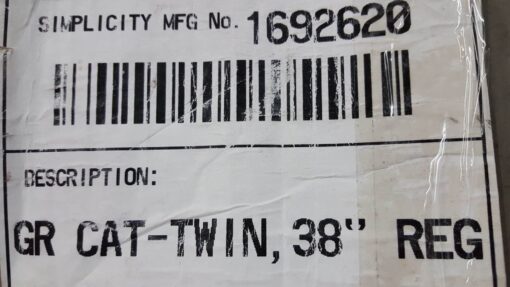 SIMPLICITY MFG No. 1692620
DESCRIPTION:
GR CAT-TWIN, 38" REG